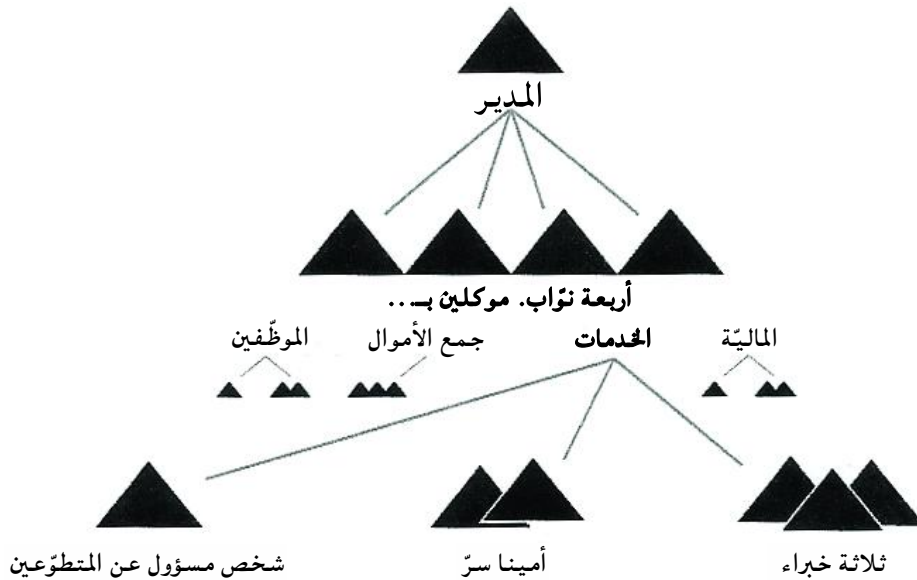 المديـر
أربعة نوّاب. موكلين بـ...
الماليّة
الخدمات
جمع الأموال
الموظّفين
ثلاثة خبراء
أمينا سرّ
شخص مسؤول عن المتطوّعين